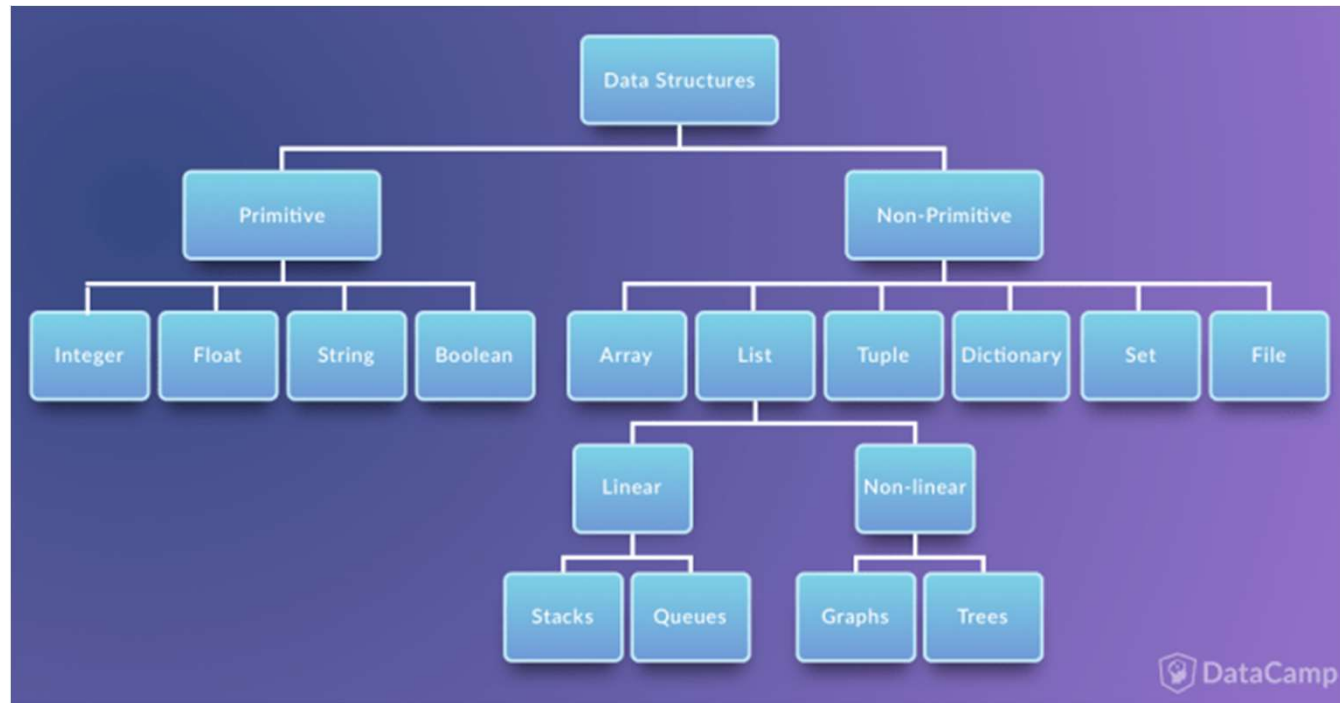 Data Structures
Primitive
Non-Primitive
Integer
Float
String
Boolean
Array
List
Tuple
Dictionary
Set
File
Linear
Non-linear
Stacks
Queues
Graphs
Trees
DataCamp